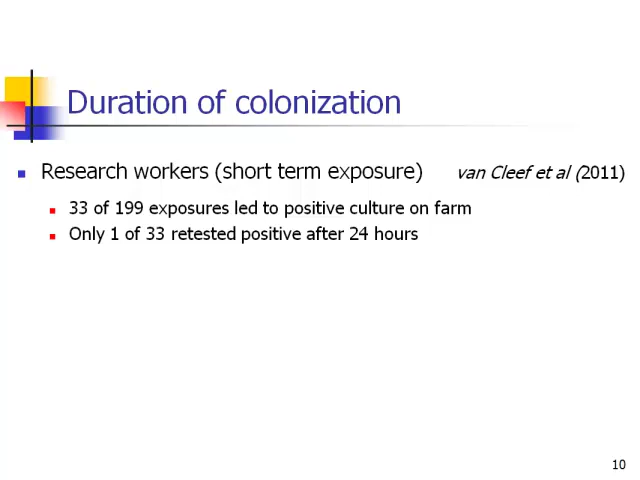 Duration of colonization
Research workers (short term exposure) van Cleef et al (2011)
33 of 199 exposures led to positive culture on farm
Only 1 of 33 retested positive after 24 hours
10